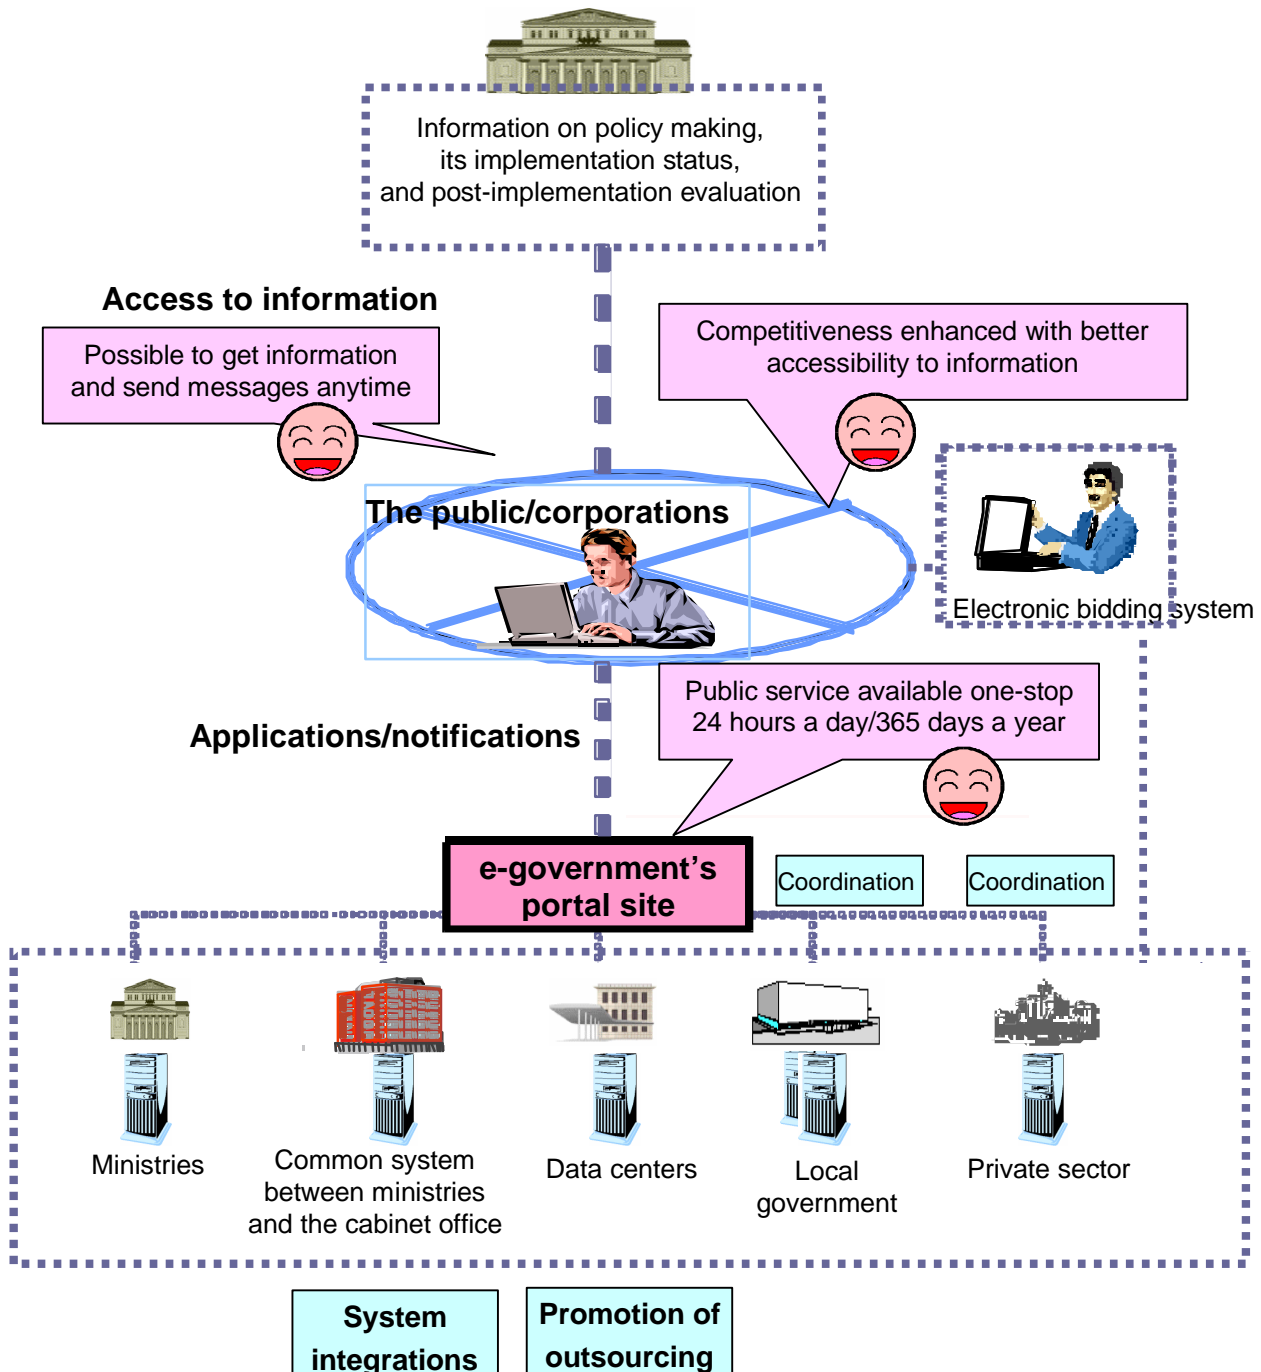 Information on policy making,
its implementation status,
and post-implementation evaluation
Access to information
Possible to get information
and send messages anytime
Competitiveness enhanced with better
accessibility to information
The public/corporations
Electronic bidding system
Public service available one-stop
24 hours a day/365 days a year
Applications/notifications
e-government’s
portal site
Coordination
Coordination
Ministries
Common system
between ministries
and the cabinet office
Data centers
Local
government
Private sector
System
integrations
Promotion of
outsourcing